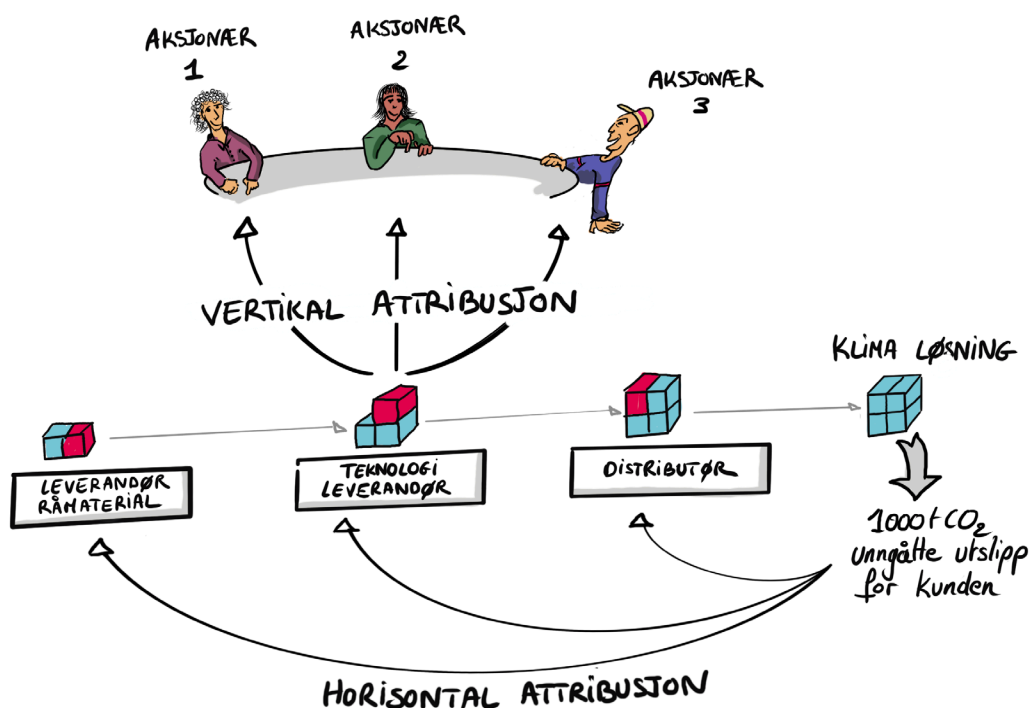 AKSJONÆR
1
AKSJONÆR
2
AKSJONÆR
3
VERTIKAL ATTRIBUSJON
KLIMA LØSNING
LEVERANDØR
RÅMATERIAL
TEKNOLOGI
LEVERANDØR
DISTRIBUTØR
1000t CO₂
unngåtte utslipp
for kunden
HORISONTAL ATTRIBUSJON